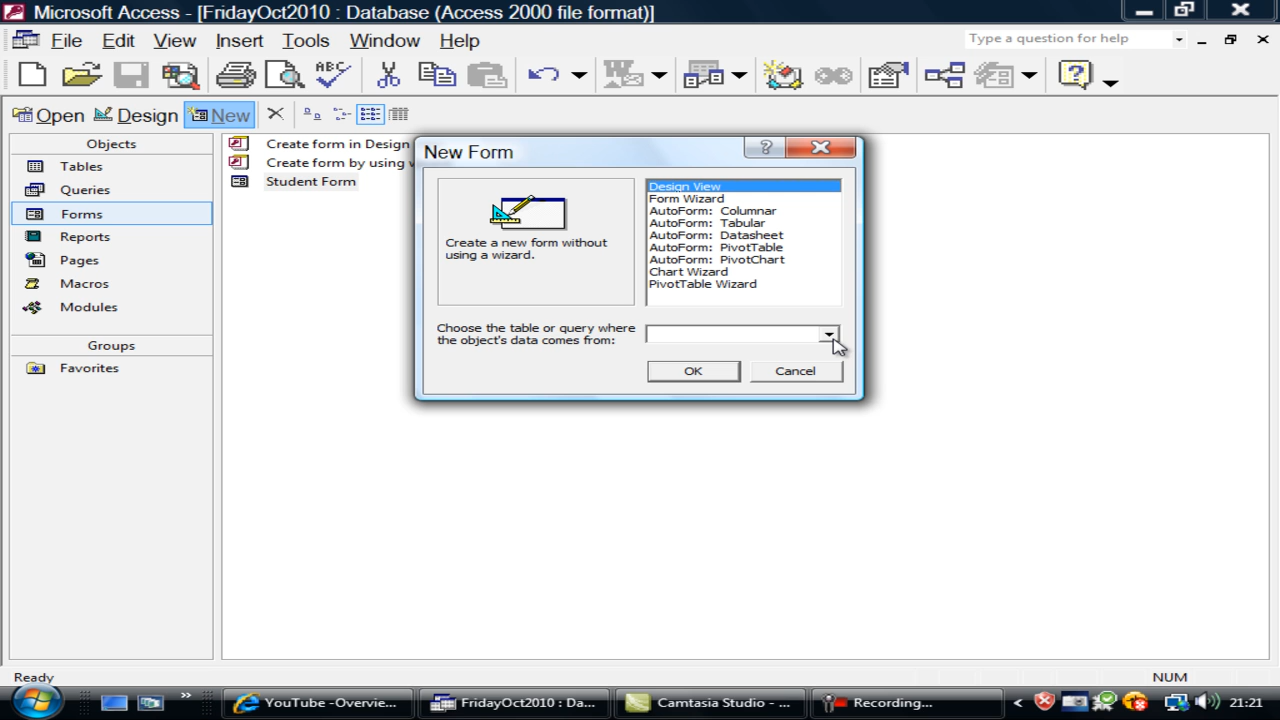 Microsoft Access - [FridayOct2010 : Database (Access 2000 file format)]
File Edit View Insert Tools Window Help
Type a question for help
ABC
Open Design New
Objects
Tables
Queries
Forms
Reports
Pages
Macros
Modules
Groups
Favorites
Create form in Design
Create form by using
Student Form
New Form
Create a new form without
using a wizard.
Design View
Form Wizard
AutoForm: Columnar
AutoForm: Tabular
AutoForm: Datasheet
AutoForm: PivotTable
AutoForm: PivotChart
Chart Wizard
PivotTable Wizard
Choose the table or query where
the object's data comes from:
OK Cancel
Ready
NUM
YouTube -Overvie... FridayOct2010 : Da... Camtasia Studio - ... Recording... 21:21